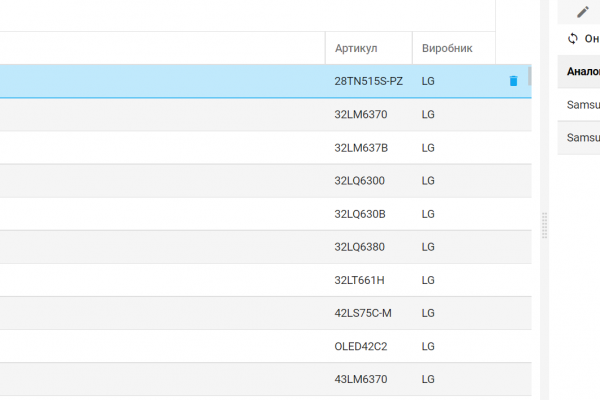 Артикул Виробник
28TN515S-PZ LG
32LM6370 LG
32LM637B LG
32LQ6300 LG
32LQ630B LG
32LQ6380 LG
32LT661H LG
42LS75C-M LG
OLED42C2 LG
43LM6370 LG
Он
Анало
Samsu
Samsu